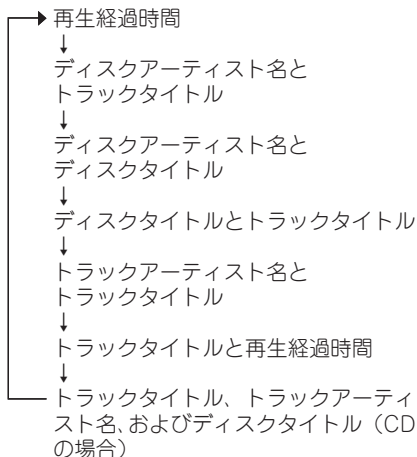 再生経過時間
ディスクアーティスト名と
トラックタイトル
ディスクアーティスト名と
ディスクタイトル
ディスクタイトルとトラックタイトル
トラックアーティスト名と
トラックタイトル
トラックタイトルと再生経過時間
トラックタイトル、トラックアーティ
スト名、およびディスクタイトル（CD
の場合）